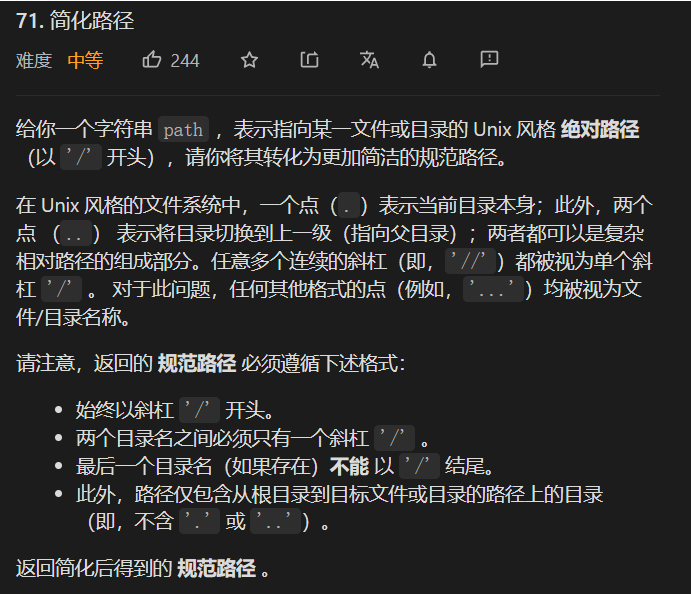 71. 简化路径
难度 中等 244
给你一个字符串 path ，表示指向某一文件或目录的 Unix 风格 绝对路径
（以 '/' 开头），请你将其转化为更加简洁的规范路径。
在 Unix 风格的文件系统中，一个点（.）表示当前目录本身；此外，两个
点 （..） 表示将目录切换到上一级（指向父目录）；两者都可以是复杂
相对路径的组成部分。任意多个连续的斜杠（即，'//'）都被视为单个斜
杠 '/' 。 对于此问题，任何其他格式的点（例如，'...'）均被视为文
件/目录名称。
请注意，返回的 规范路径 必须遵循下述格式：
• 始终以斜杠 '/' 开头。
• 两个目录名之间必须只有一个斜杠 '/' 。
• 最后一个目录名（如果存在）不能 以 '/' 结尾。
• 此外，路径仅包含从根目录到目标文件或目录的路径上的目录
（即，不含 '.' 或 '..'）。
返回简化后得到的 规范路径 。